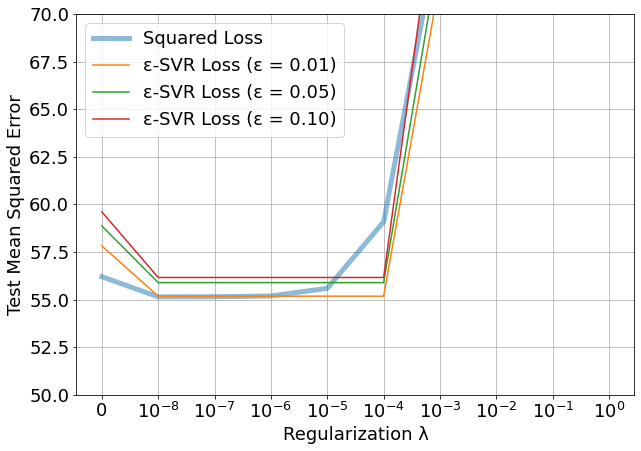 Test Mean Squared Error
70.0
67.5
65.0
62.5
60.0
57.5
55.0
52.5
50.0
Squared Loss
ε-SVR Loss (ε = 0.01)
ε-SVR Loss (ε = 0.05)
ε-SVR Loss (ε = 0.10)
0 10⁻⁸ 10⁻⁷ 10⁻⁶ 10⁻⁵ 10⁻⁴ 10⁻³ 10⁻² 10⁻¹ 10⁰
Regularization λ